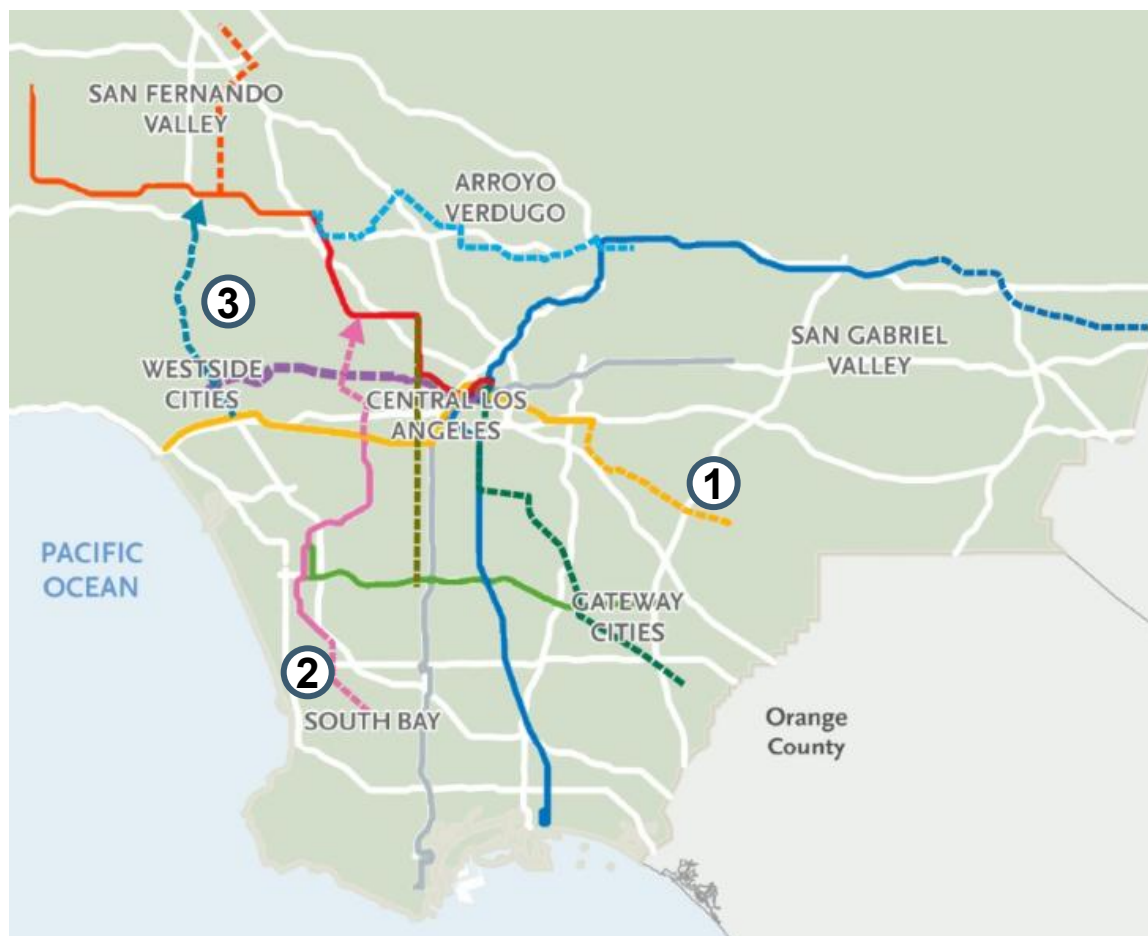 SAN FERNANDO
VALLEY
ARROYO
VERDUGO
3
SAN GABRIEL
VALLEY
WESTSIDE
CITIES
CENTRAL LOS
ANGELES
1
PACIFIC
OCEAN
GATEWAY
CITIES
2
SOUTH BAY
Orange
County